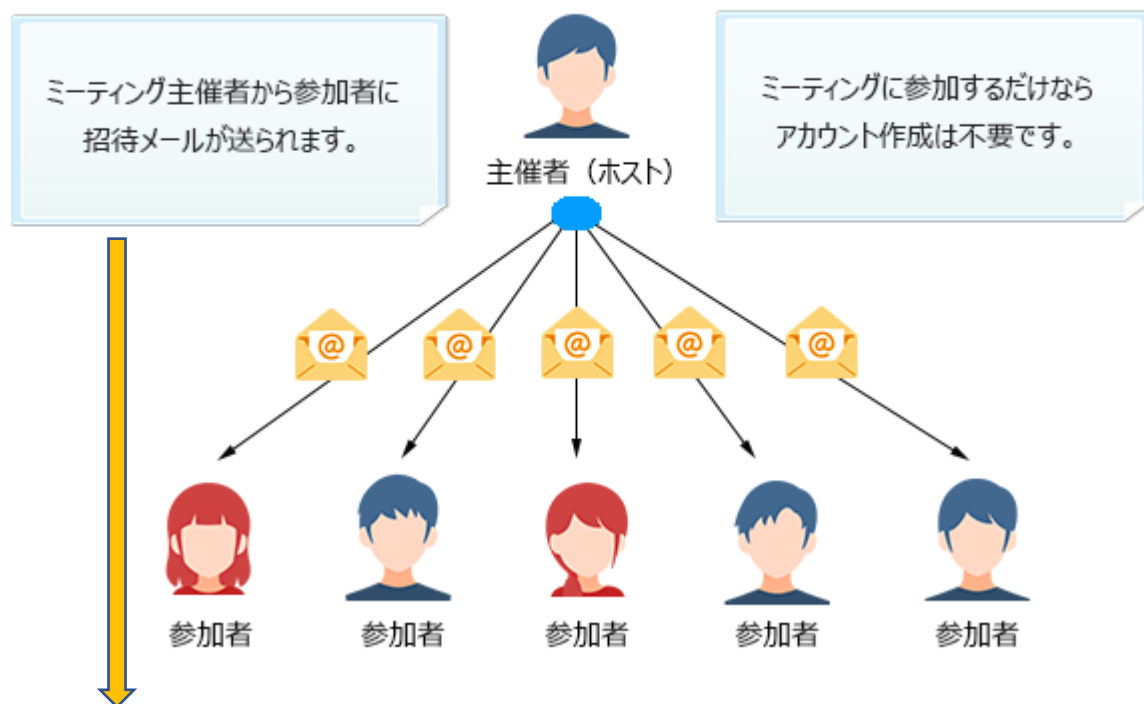 ミーティング主催者から参加者に
招待メールが送られます。
ミーティングに参加するだけなら
アカウント作成は不要です。
主催者（ホスト）
@ @ @ @ @
参加者 参加者 参加者 参加者 参加者